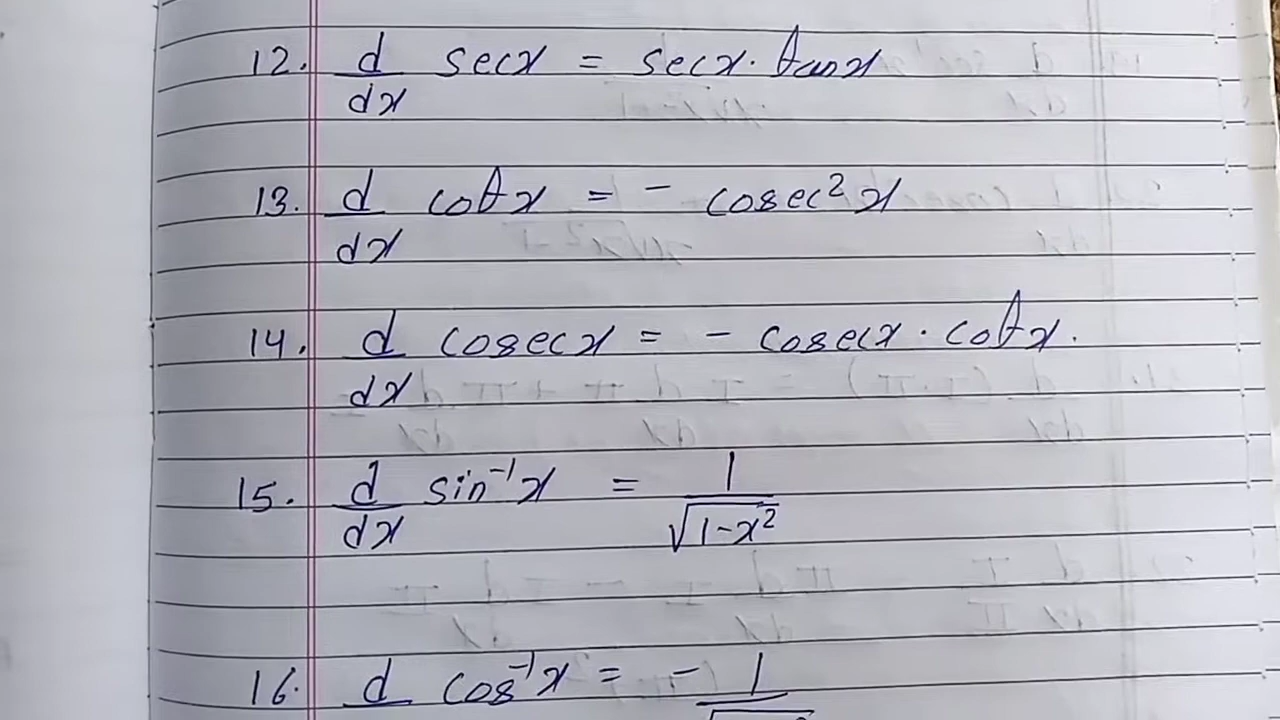 12. d/dx secx = secx. tanx
13. d/dx cotx = - cosec²x
14. d/dx cosecx = - cosecx . cotx.
15. d/dx sin⁻¹x = 1/√1-x²
16. d cos⁻¹x = - 1